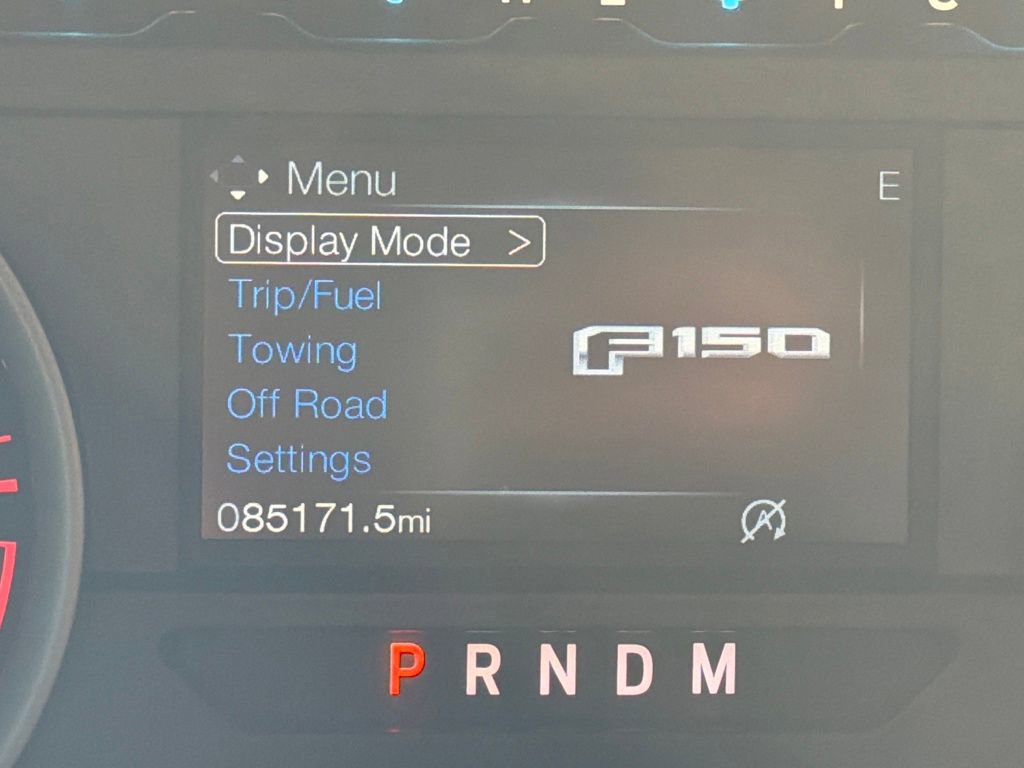 Menu
E
Display Mode >
Trip/Fuel
F150
Towing
Off Road
Settings
085171.5mi
A
P R N D M